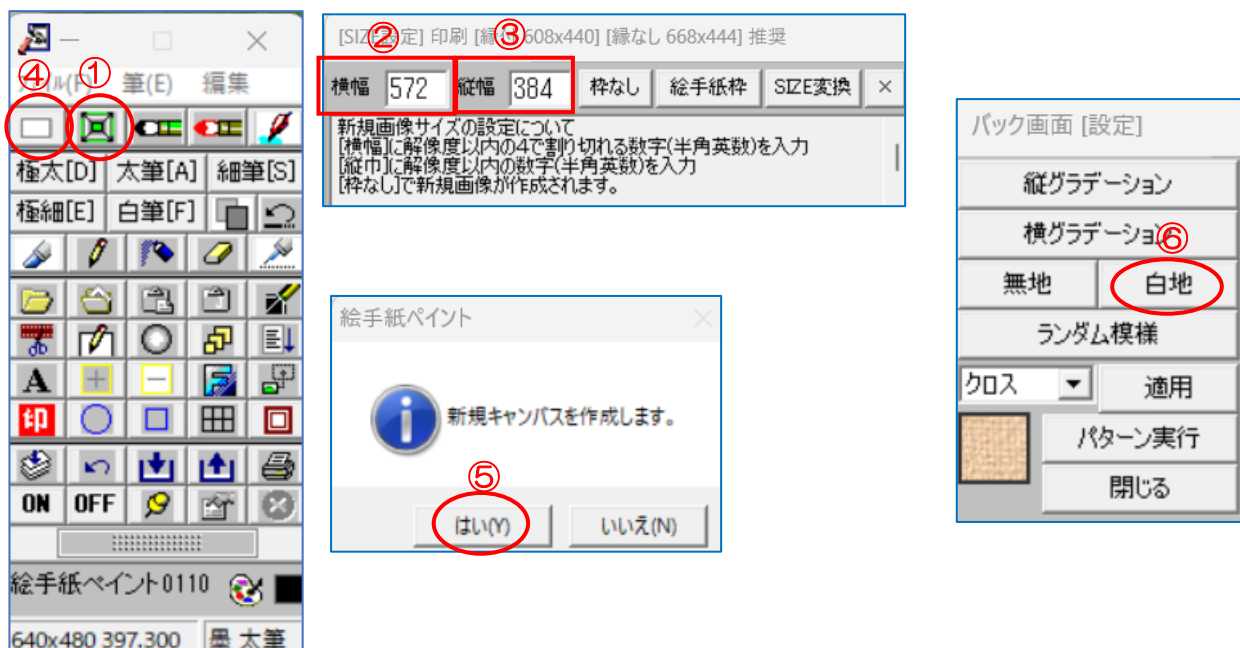 ④ ①
筆(E) 編集
極太[D] 太筆[A] 細筆[S]
極細[E] 白筆[F]
A
印
ON OFF
絵手紙ペイント0110
640x480 397,300 墨 太筆
② ③
[SIZE設定] 印刷 [縁付 608x440] [縁なし 668x444] 推奨
横幅 572 縦幅 384 枠なし 絵手紙枠 SIZE変換 ×
新規画像サイズの設定について
[横幅]に解像度以内の4で割り切れる数字(半角英数)を入力
[縦巾]に解像度以内の数字(半角英数)を入力
[枠なし]で新規画像が作成されます。
絵手紙ペイント
新規キャンバスを作成します。
⑤
はい(Y) いいえ(N)
バック画面 [設定]
縦グラデーション
横グラデーション
⑥
無地 白地
ランダム模様
クロス 適用
パターン実行
閉じる